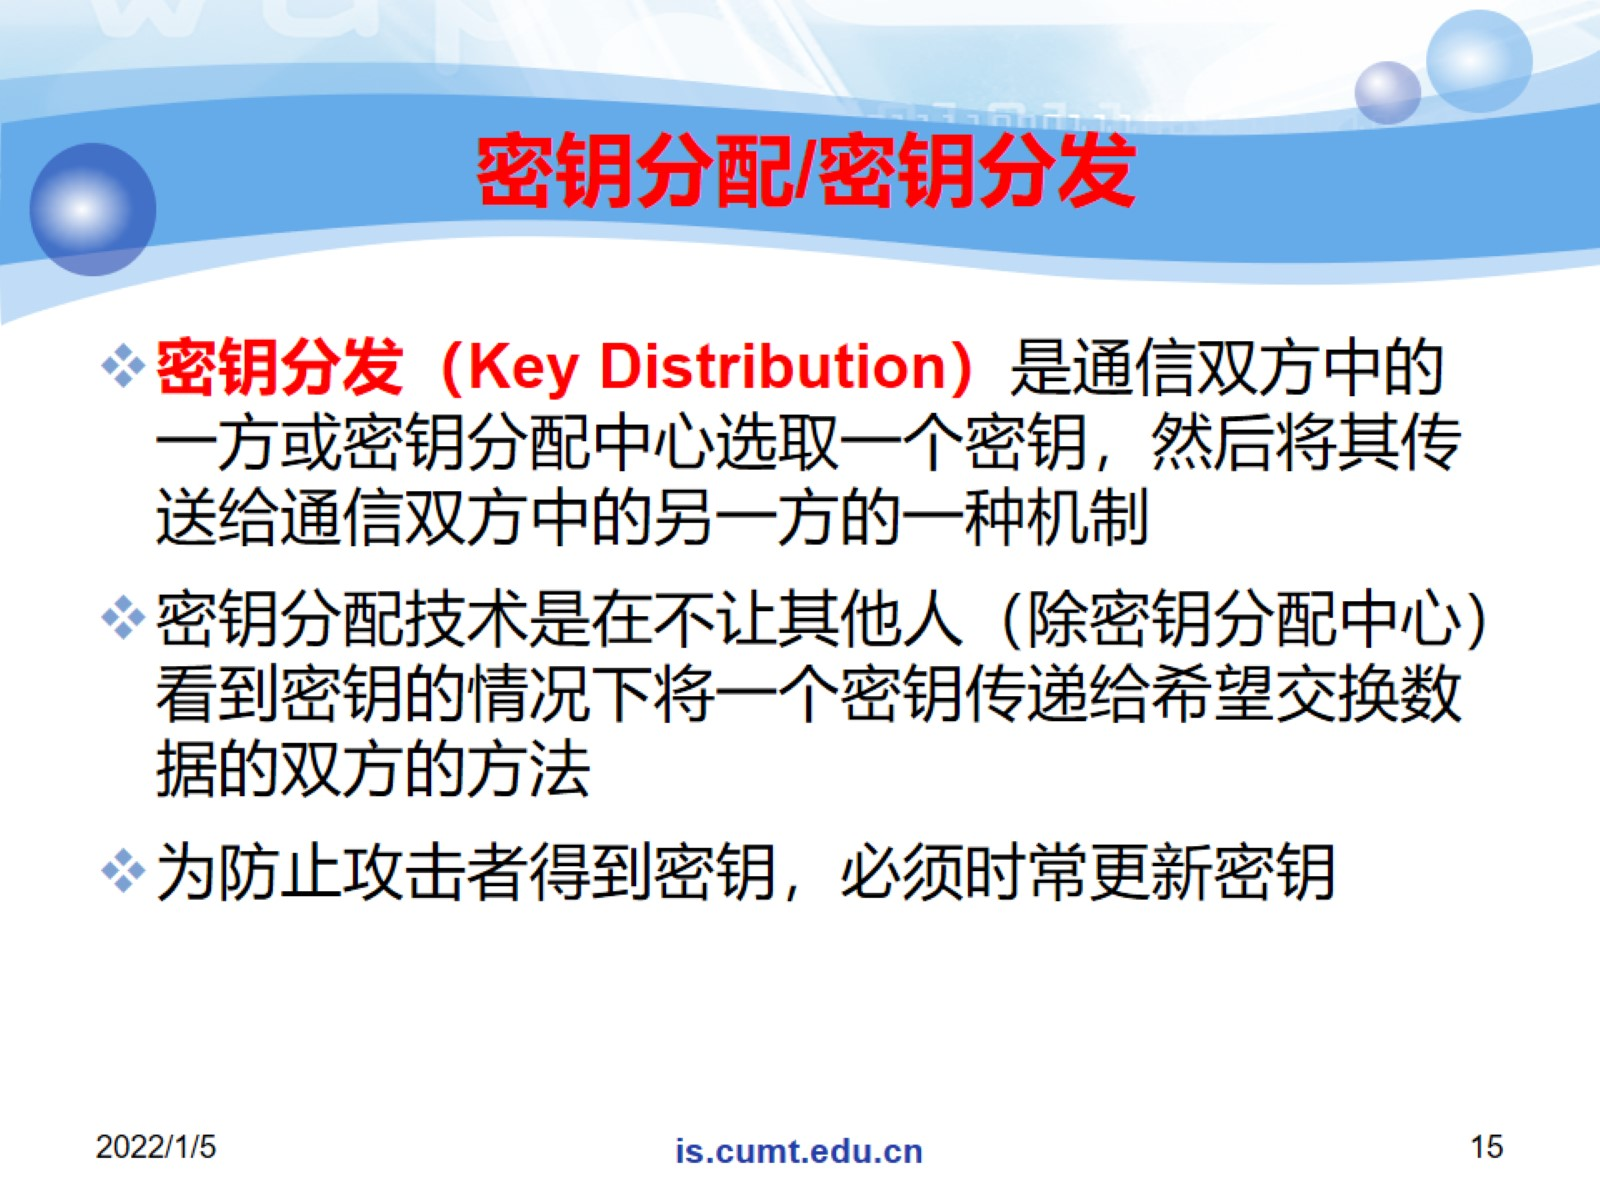 密钥分配/密钥分发
密钥分发（Key Distribution）是通信双方中的
一方或密钥分配中心选取一个密钥，然后将其传
送给通信双方中的另一方的一种机制
密钥分配技术是在不让其他人（除密钥分配中心）
看到密钥的情况下将一个密钥传递给希望交换数
据的双方的方法
为防止攻击者得到密钥，必须时常更新密钥
2022/1/5
is.cumt.edu.cn
15